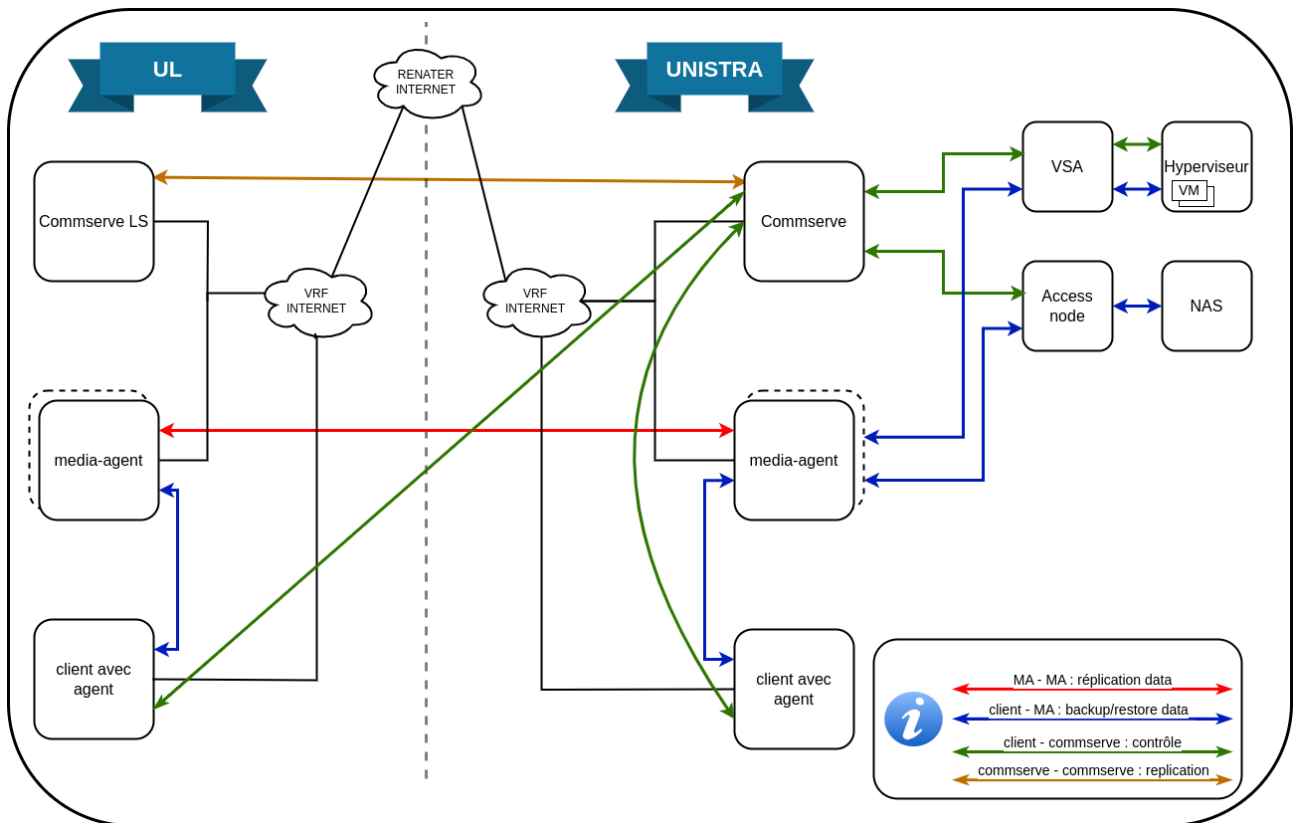 UL
RENATER
INTERNET
UNISTRA
Commserve LS
Commserve
VSA
Hyperviseur
VM
VRF
INTERNET
VRF
INTERNET
Access
node
NAS
media-agent
media-agent
client avec
agent
client avec
agent
MA - MA : réplication data
client - MA : backup/restore data
client - commserve : contrôle
commserve - commserve : replication